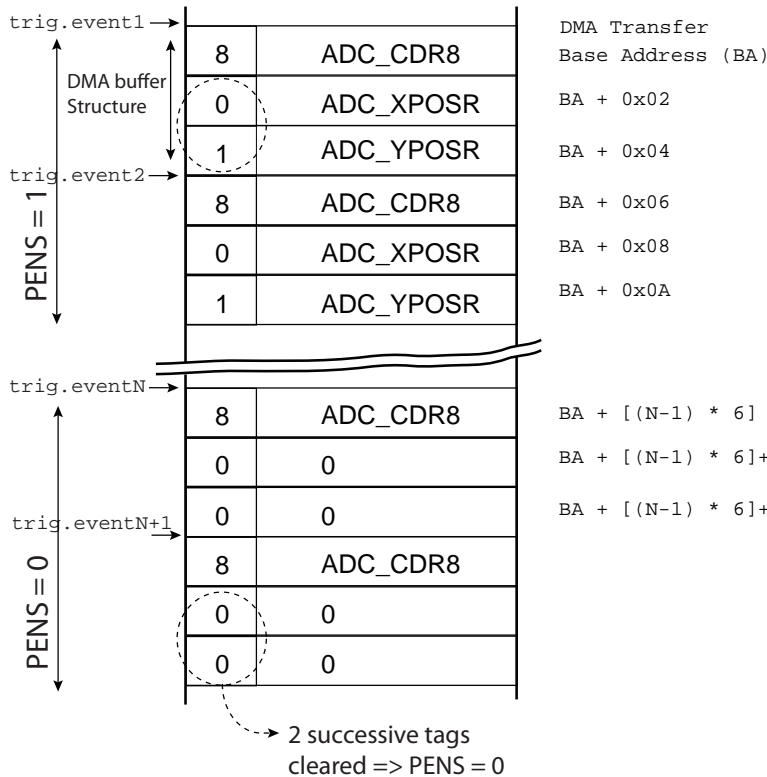 trig.event1
DMA Transfer
8 ADC_CDR8 Base Address (BA)
DMA buffer
Structure
0 ADC_XPOSR BA + 0x02
1 ADC_YPOSR BA + 0x04
trig.event2
8 ADC_CDR8 BA + 0x06
PENS = 1
0 ADC_XPOSR BA + 0x08
1 ADC_YPOSR BA + 0x0A
trig.eventN
8 ADC_CDR8 BA + [(N-1) * 6]
0 0 BA + [(N-1) * 6]+
0 0 BA + [(N-1) * 6]+
trig.eventN+1
8 ADC_CDR8
PENS = 0
0 0
0 0
2 successive tags
cleared => PENS = 0